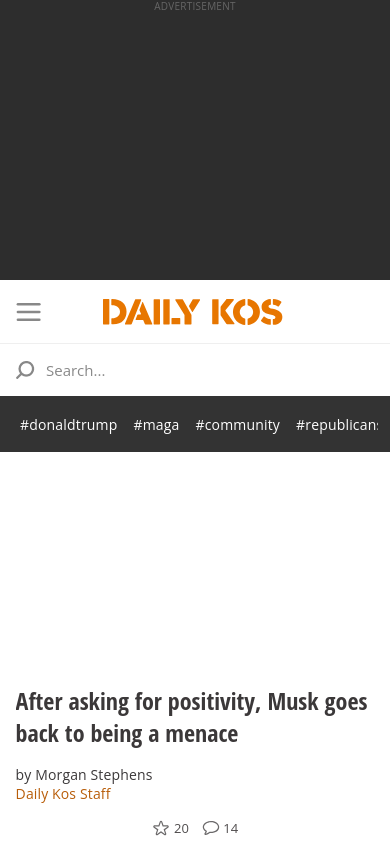 ADVERTISEMENT
DAILY KOS
Search...
#donaldtrump #maga #community #republicans
After asking for positivity, Musk goes
back to being a menace
by Morgan Stephens
Daily Kos Staff
20 14